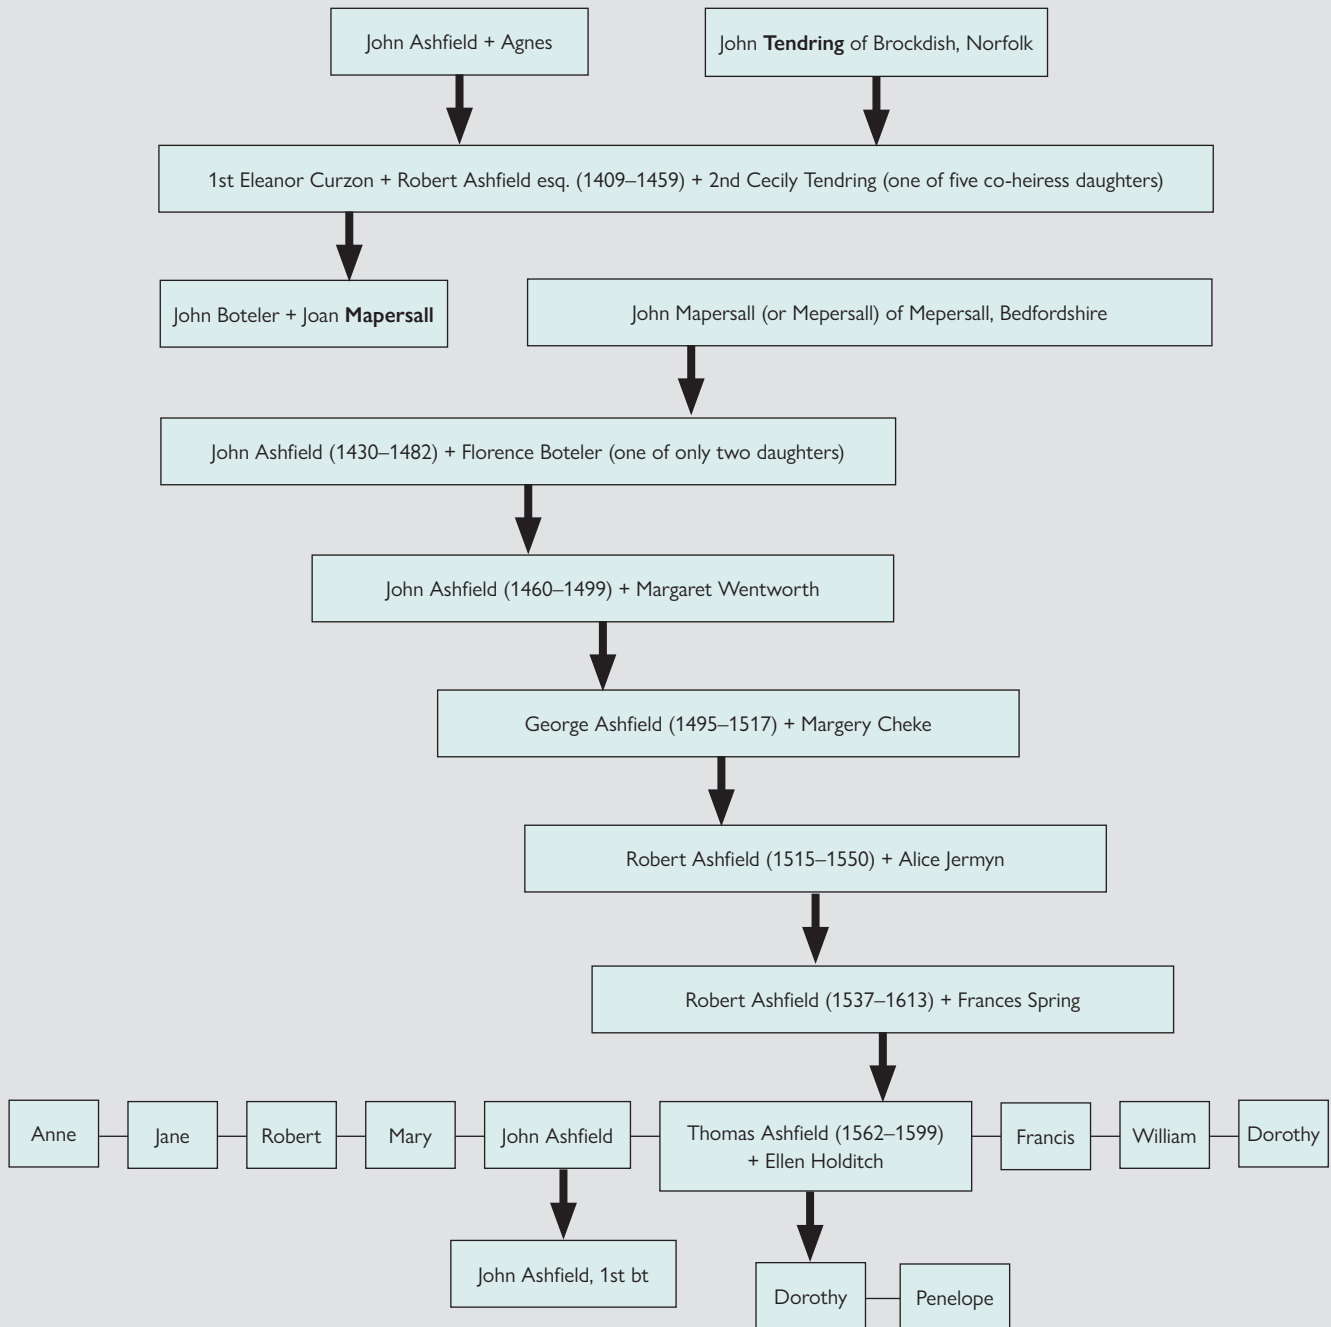 John Ashfield + Agnes
John Tendring of Brockdish, Norfolk
1st Eleanor Curzon + Robert Ashfield esq. (1409–1459) + 2nd Cecily Tendring (one of five co-heiress daughters)
John Boteler + Joan Mapersall
John Mapersall (or Mepersall) of Mepersall, Bedfordshire
John Ashfield (1430–1482) + Florence Boteler (one of only two daughters)
John Ashfield (1460–1499) + Margaret Wentworth
George Ashfield (1495–1517) + Margery Cheke
Robert Ashfield (1515–1550) + Alice Jermyn
Robert Ashfield (1537–1613) + Frances Spring
Anne
Jane
Robert
Mary
John Ashfield
Thomas Ashfield (1562–1599)
+ Ellen Holditch
Francis
William
Dorothy
John Ashfield, 1st bt
Dorothy
Penelope